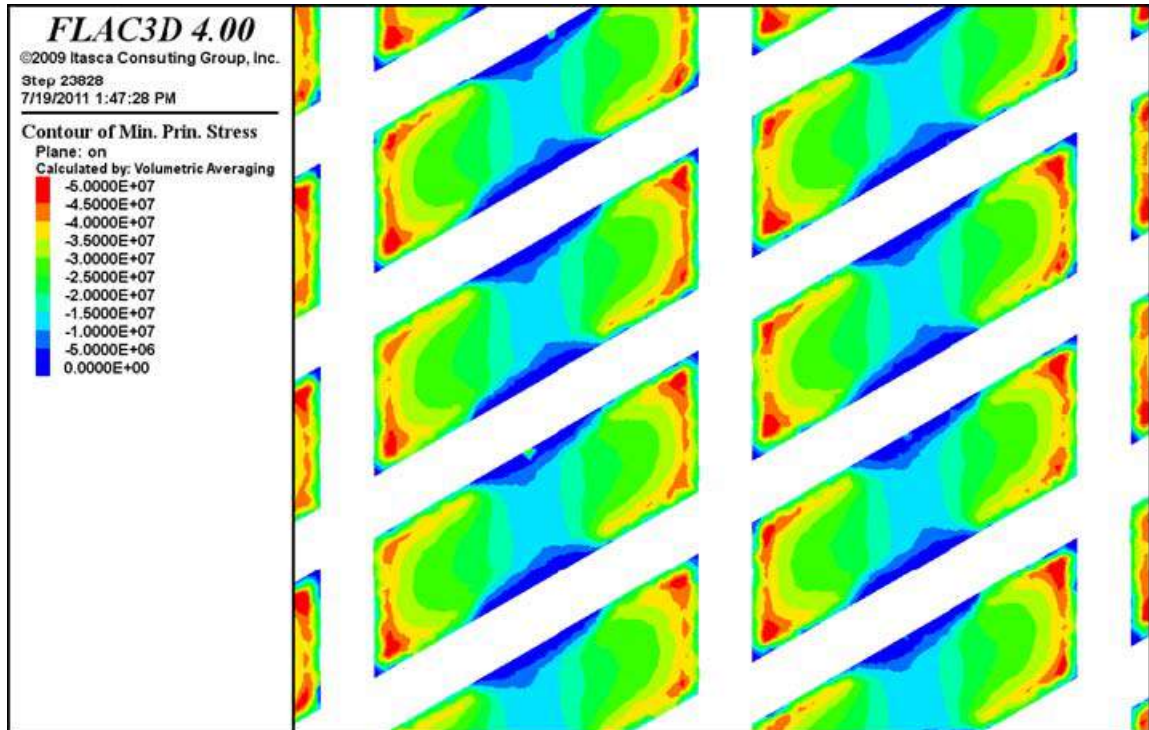 FLAC3D 4.00
©2009 Itasca Consulting Group, Inc.
Step 23828
7/19/2011 1:47:28 PM
Contour of Min. Prin. Stress
Plane: on
Calculated by: Volumetric Averaging
-5.0000E+07
-4.5000E+07
-4.0000E+07
-3.5000E+07
-3.0000E+07
-2.5000E+07
-2.0000E+07
-1.5000E+07
-1.0000E+07
-5.0000E+06
0.0000E+00